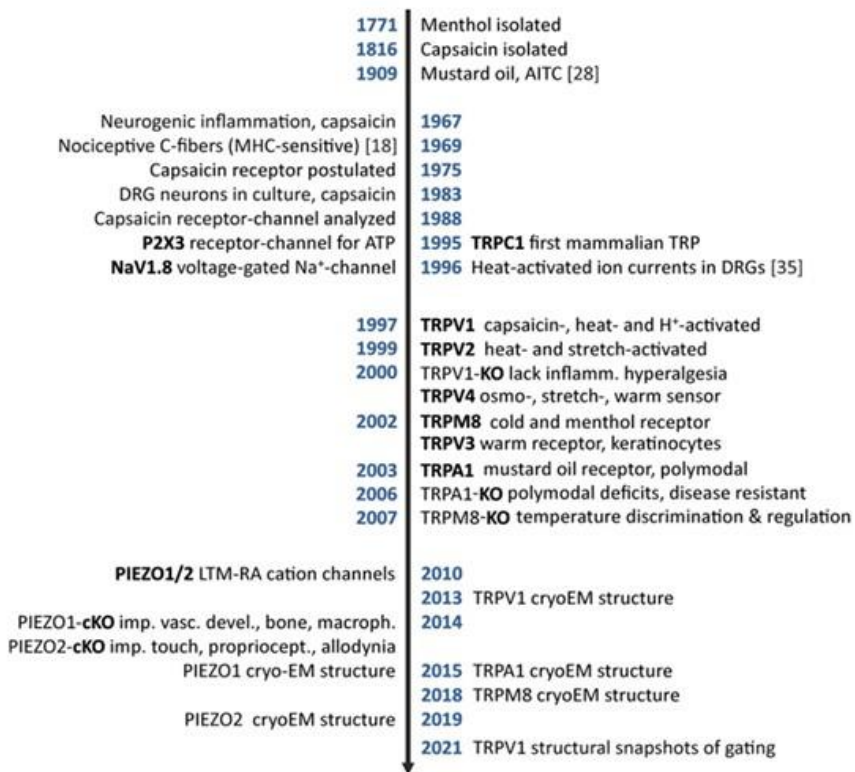 1771 Menthol isolated
1816 Capsaicin isolated
1909 Mustard oil, AITC [28]
Neurogenic inflammation, capsaicin 1967
Nociceptive C-fibers (MHC-sensitive) [18] 1969
Capsaicin receptor postulated 1975
DRG neurons in culture, capsaicin 1983
Capsaicin receptor-channel analyzed 1988
P2X3 receptor-channel for ATP 1995 TRPC1 first mammalian TRP
NaV1.8 voltage-gated Na⁺-channel 1996 Heat-activated ion currents in DRGs [35]
1997 TRPV1 capsaicin-, heat- and H⁺-activated
1999 TRPV2 heat- and stretch-activated
2000 TRPV1-KO lack inflamm. hyperalgesia
TRPV4 osmo-, stretch-, warm sensor
2002 TRPM8 cold and menthol receptor
TRPV3 warm receptor, keratinocytes
2003 TRPA1 mustard oil receptor, polymodal
2006 TRPA1-KO polymodal deficits, disease resistant
2007 TRPM8-KO temperature discrimination & regulation
PIEZO1/2 LTM-RA cation channels 2010
2013 TRPV1 cryoEM structure
PIEZO1-cKO imp. vasc. devel., bone, macroph. 2014
PIEZO2-cKO imp. touch, propriocept., allodynia
PIEZO1 cryo-EM structure 2015 TRPA1 cryoEM structure
2018 TRPM8 cryoEM structure
PIEZO2 cryoEM structure 2019
2021 TRPV1 structural snapshots of gating